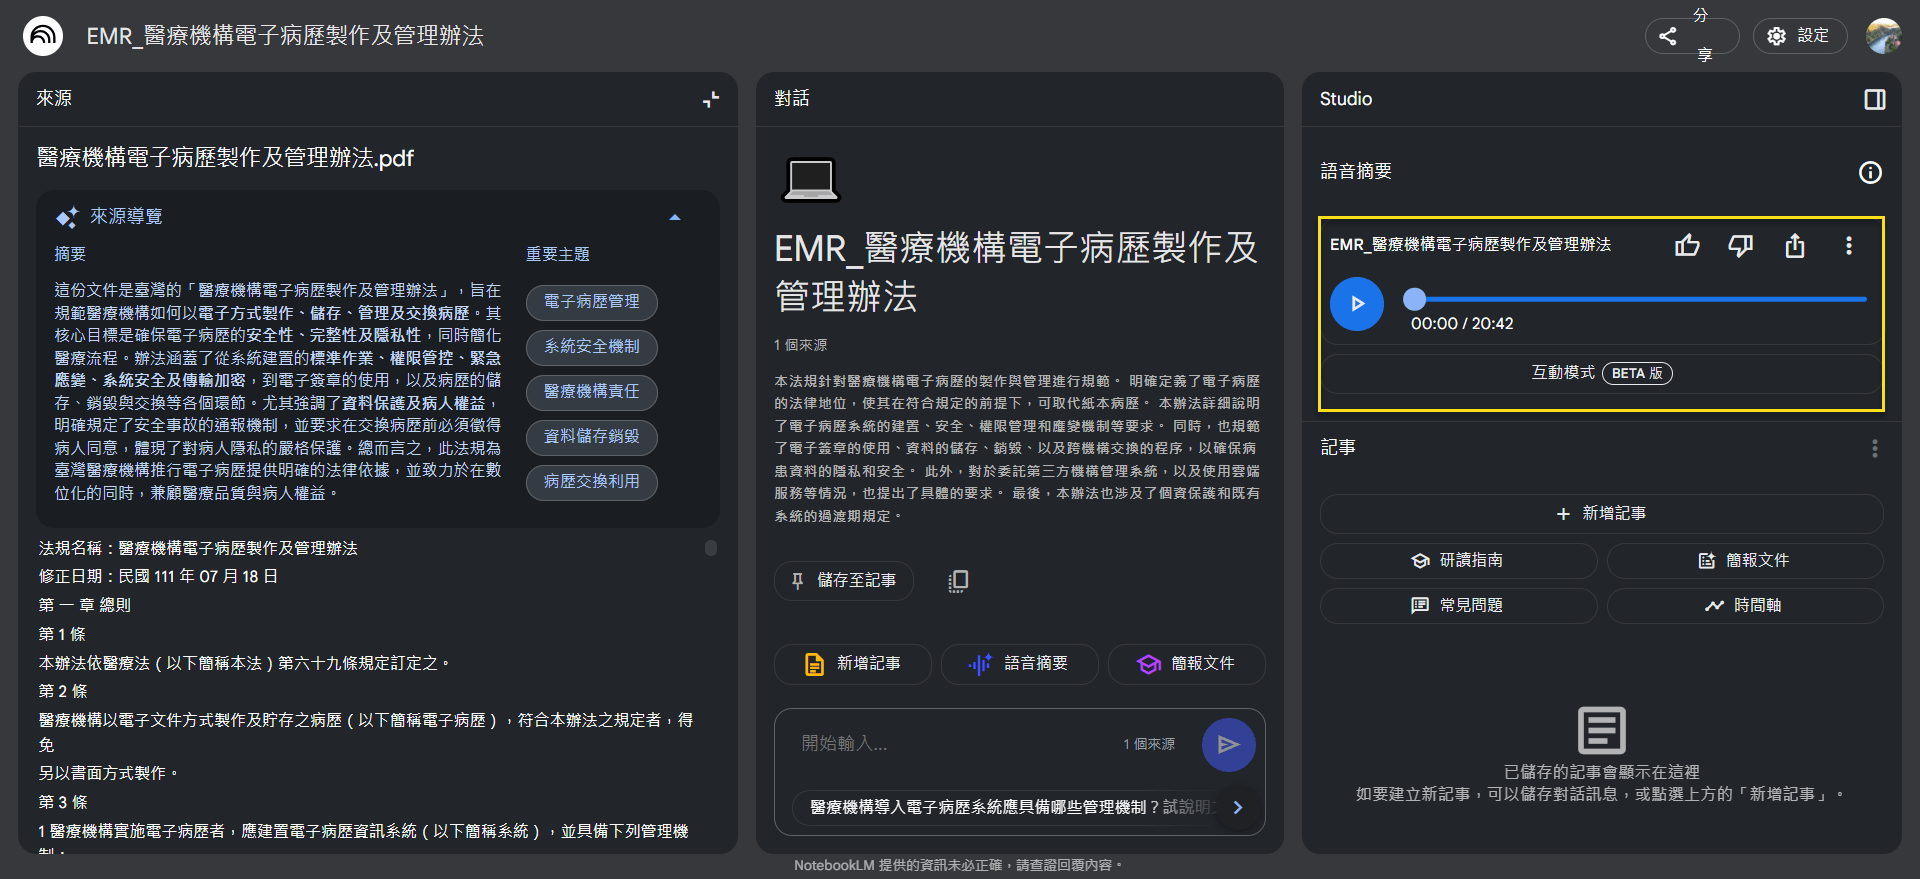 EMR_醫療機構電子病歷製作及管理辦法
分享
設定
來源
醫療機構電子病歷製作及管理辦法.pdf
來源導覽
摘要
這份文件是臺灣的「醫療機構電子病歷製作及管理辦法」，旨在
規範醫療機構如何以電子方式製作、儲存、管理及交換病歷。其
核心目標是確保電子病歷的安全性、完整性及隱私性，同時簡化
醫療流程。辦法涵蓋了從系統建置的標準作業、權限管控、緊急
應變、系統安全及傳輸加密，到電子簽章的使用，以及病歷的儲
存、銷毀與交換等各個環節。尤其強調了資料保護及病人權益，
明確規定了安全事故的通報機制，並要求在交換病歷前必須徵得
病人同意，體現了對病人隱私的嚴格保護。總而言之，此法規為
臺灣醫療機構推行電子病歷提供明確的法律依據，並致力於在數
位化的同時，兼顧醫療品質與病人權益。
重要主題
電子病歷管理
系統安全機制
醫療機構責任
資料儲存銷毀
病歷交換利用
法規名稱：醫療機構電子病歷製作及管理辦法
修正日期：民國 111 年 07 月 18 日
第 一 章 總則
第 1 條
本辦法依醫療法（以下簡稱本法）第六十九條規定訂定之。
第 2 條
醫療機構以電子文件方式製作及貯存之病歷（以下簡稱電子病歷），符合本辦法之規定者，得
免
另以書面方式製作。
第 3 條
1 醫療機構實施電子病歷者，應建置電子病歷資訊系統（以下簡稱系統），並具備下列管理機
制：
對話
EMR_醫療機構電子病歷製作及
管理辦法
1 個來源
本法規針對醫療機構電子病歷的製作與管理進行規範。 明確定義了電子病歷
的法律地位，使其在符合規定的前提下，可取代紙本病歷。 本辦法詳細說明
了電子病歷系統的建置、安全、權限管理和應變機制等要求。 同時，也規範
了電子簽章的使用、資料的儲存、銷毀、以及跨機構交換的程序，以確保病
患資料的隱私和安全。 此外，對於委託第三方機構管理系統，以及使用雲端
服務等情況，也提出了具體的要求。 最後，本辦法也涉及了個資保護和既有
系統的過渡期規定。
儲存至記事
新增記事
語音摘要
簡報文件
開始輸入...
1 個來源
醫療機構導入電子病歷系統應具備哪些管理機制？試說明
NotebookLM 提供的資訊未必正確，請查證回覆內容。
Studio
語音摘要
EMR_醫療機構電子病歷製作及管理辦法
00:00 / 20:42
互動模式 BETA 版
記事
新增記事
研讀指南
簡報文件
常見問題
時間軸
已儲存的記事會顯示在這裡
如要建立新記事，可以儲存對話訊息，或點選上方的「新增記事」。